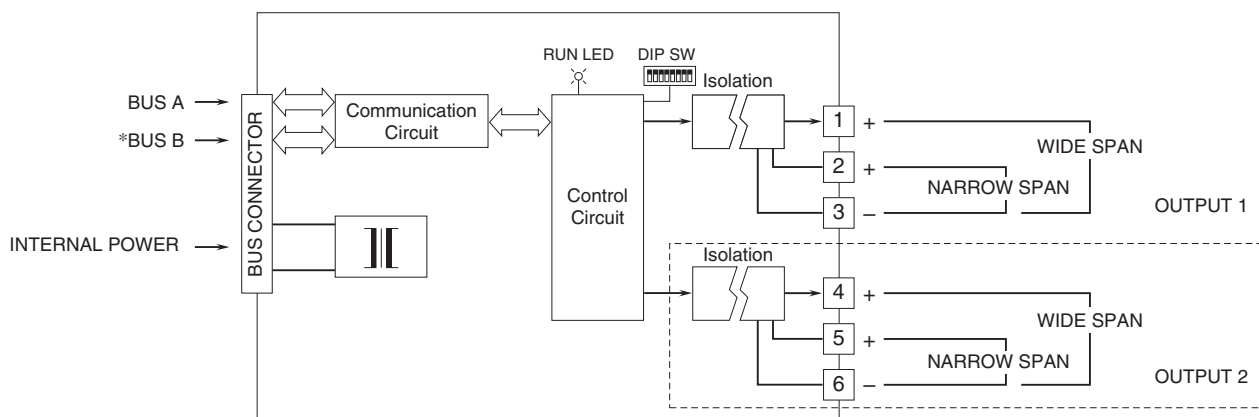 RUN LED
DIP SW
Isolation
BUS A
*BUS B
BUS CONNECTOR
Communication
Circuit
1 +
WIDE SPAN
2 +
NARROW SPAN
Control
Circuit
3 –
OUTPUT 1
INTERNAL POWER
Isolation
4 +
WIDE SPAN
5 +
NARROW SPAN
6 –
OUTPUT 2